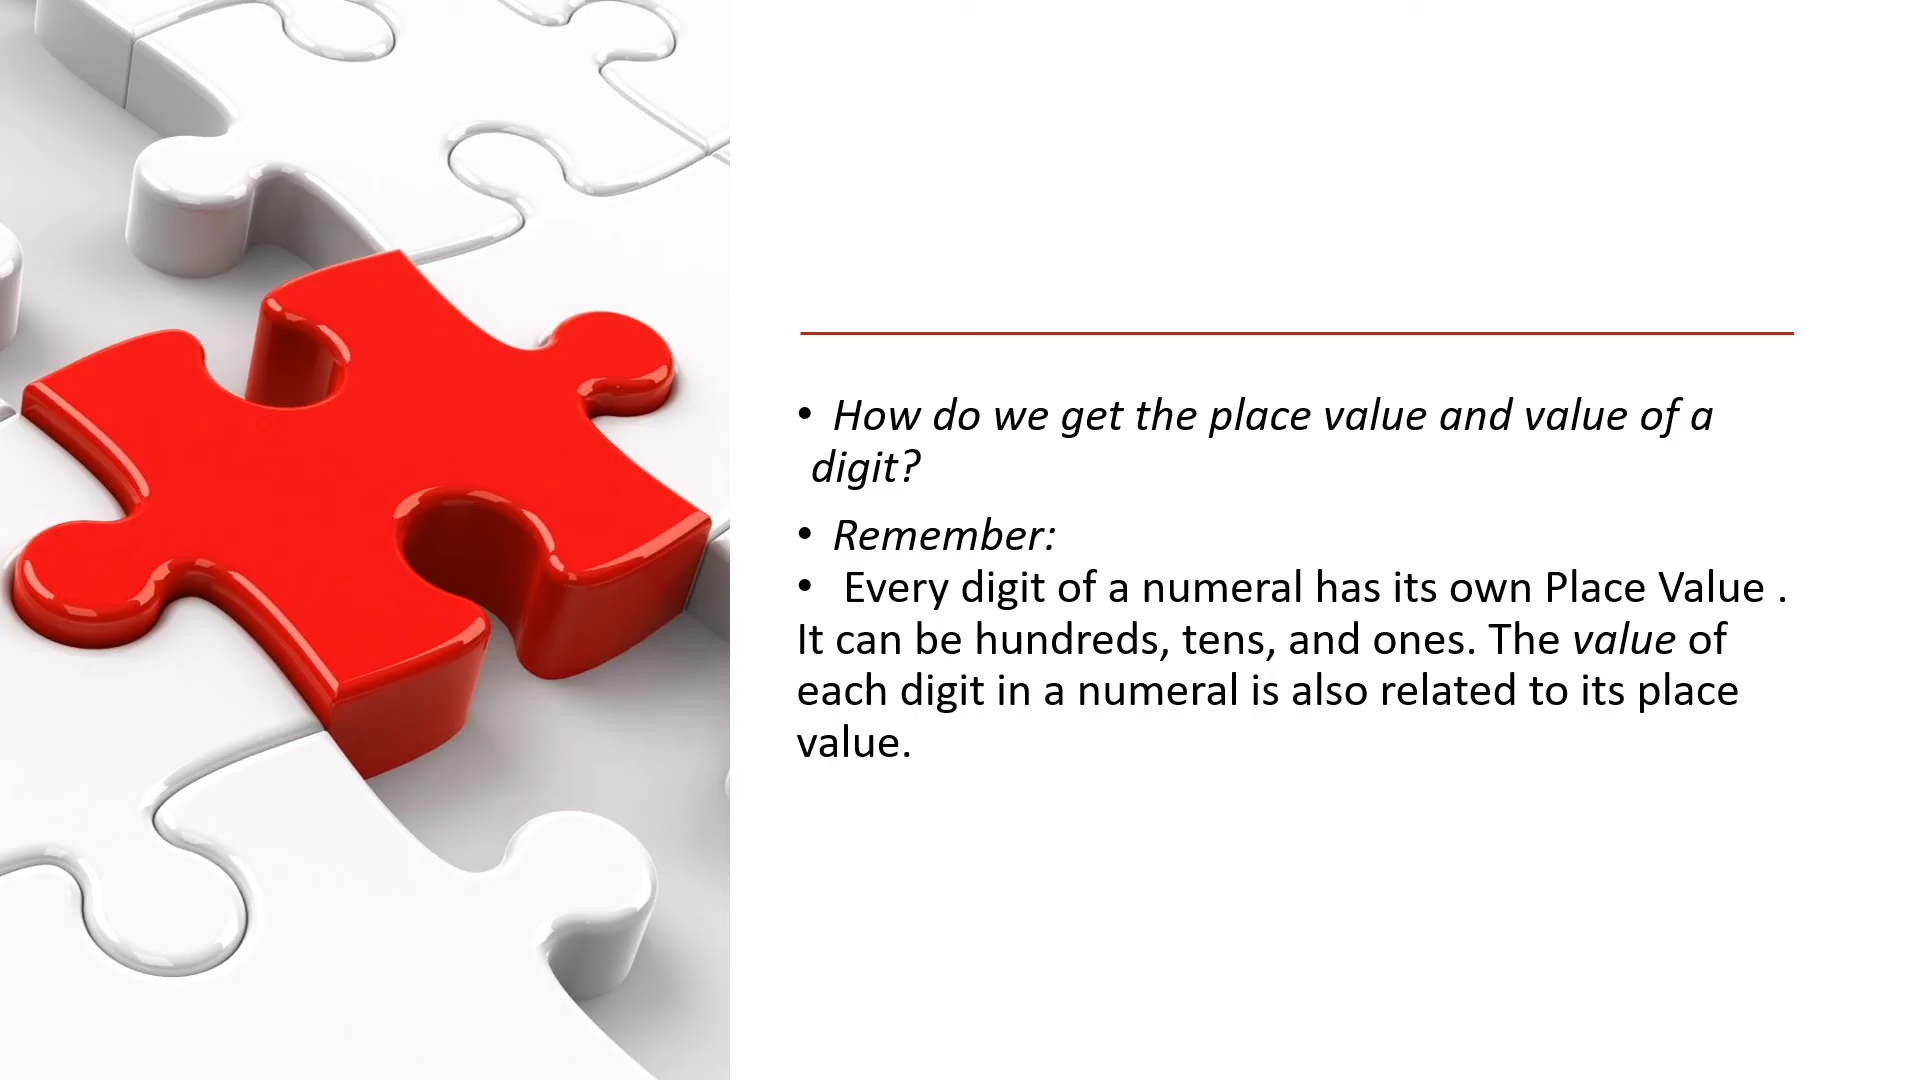 • How do we get the place value and value of a
digit?
• Remember:
• Every digit of a numeral has its own Place Value .
It can be hundreds, tens, and ones. The value of
each digit in a numeral is also related to its place
value.